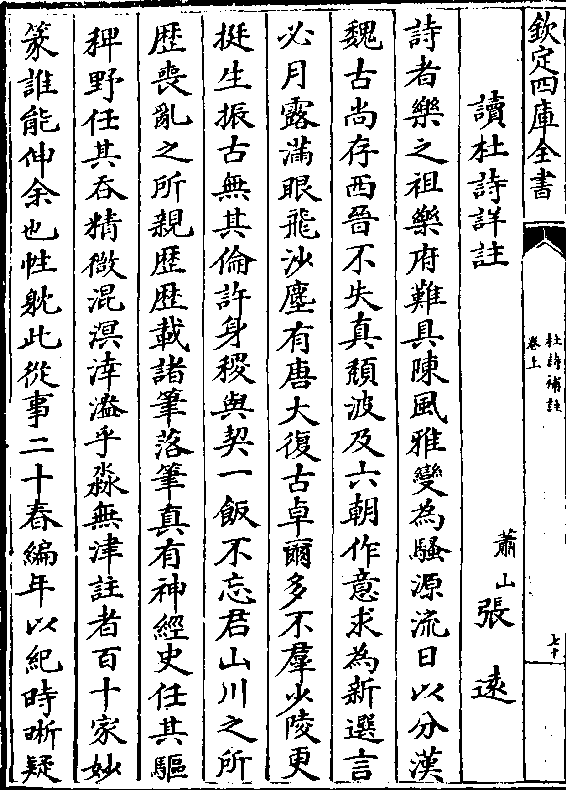 欽定四庫全書
杜詩補註
卷上
七十
讀杜詩詳註
蕭山張遠
詩者樂之祖樂府難具陳風雅變為騷源流日以分漢
魏古尚存西晉不失真頹波及六朝作意求為新選言
必月露滿眼飛沙塵有唐大復古卓爾多不羣少陵更
挺生振古無其倫許身稷與契一飯不忘君山川之所
歷喪亂之所親歷歷載諸筆落筆真有神經史任其驅
稗野任其吞精微混溟涬溢乎淼無津註者百十家妙
篆誰能伸余也性躭此從事二十春編年以紀時晰疑